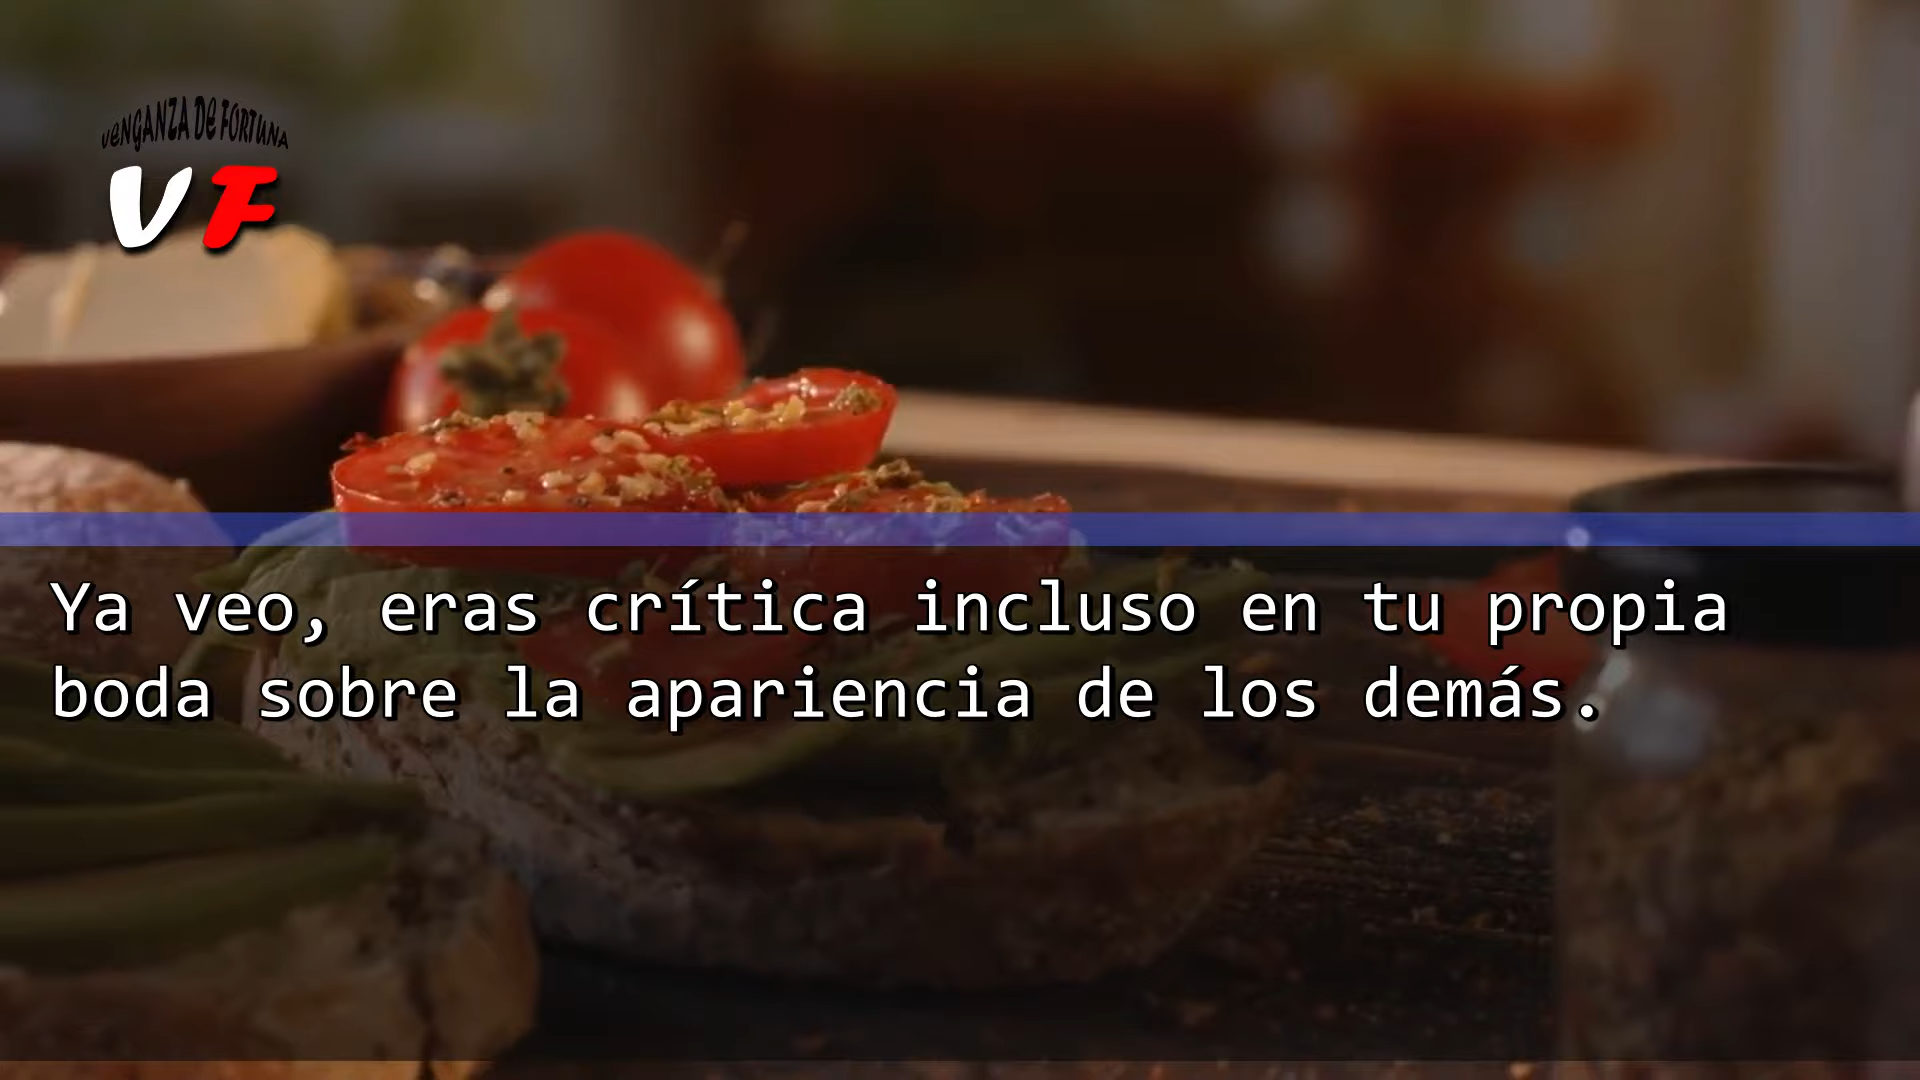 VENGANZA DE FORTUNA
VF
Ya veo, eras crítica incluso en tu propia
boda sobre la apariencia de los demás.